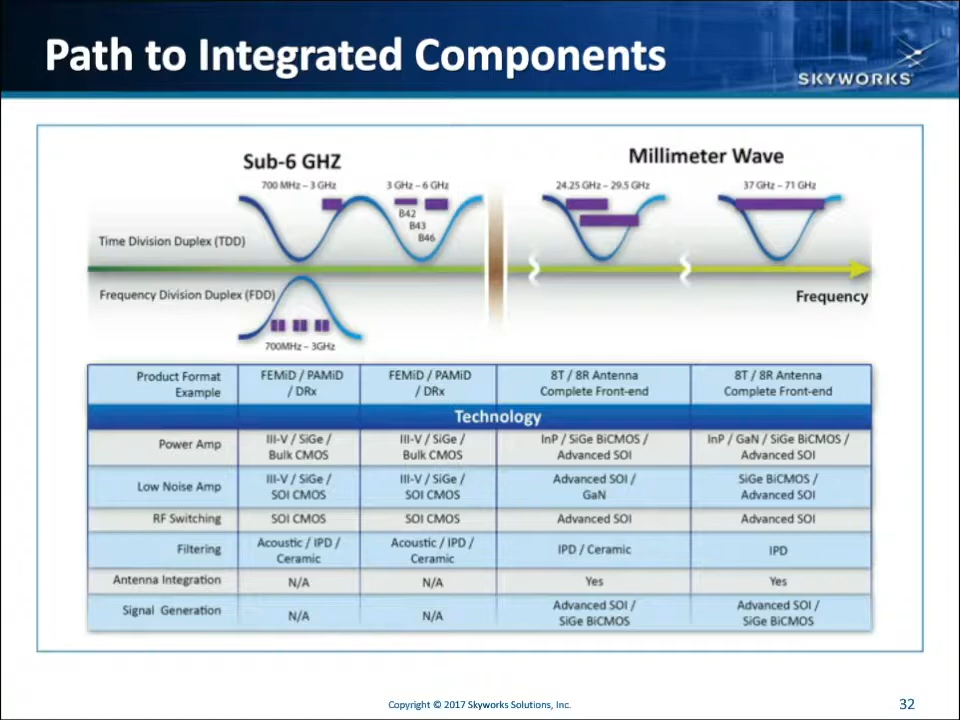 Path to Integrated Components
SKYWORKS
Sub-6 GHZ
Millimeter Wave
700 MHz – 3 GHz
3 GHz – 6 GHz
24.25 GHz – 29.5 GHz
37 GHz – 71 GHz
B42
B43
B46
Time Division Duplex (TDD)
Frequency Division Duplex (FDD)
Frequency
700MHz – 3GHz
Product Format
Example
FEMiD / PAMiD
/ DRx
FEMiD / PAMiD
/ DRx
8T / 8R Antenna
Complete Front-end
8T / 8R Antenna
Complete Front-end
Technology
Power Amp
III-V / SiGe /
Bulk CMOS
III-V / SiGe /
Bulk CMOS
InP / SiGe BiCMOS /
Advanced SOI
InP / GaN / SiGe BiCMOS /
Advanced SOI
Low Noise Amp
III-V / SiGe /
SOI CMOS
III-V / SiGe /
SOI CMOS
Advanced SOI /
GaN
SiGe BiCMOS /
Advanced SOI
RF Switching
SOI CMOS
SOI CMOS
Advanced SOI
Advanced SOI
Filtering
Acoustic / IPD /
Ceramic
Acoustic / IPD /
Ceramic
IPD / Ceramic
IPD
Antenna Integration
N/A
N/A
Yes
Yes
Signal Generation
N/A
N/A
Advanced SOI /
SiGe BiCMOS
Advanced SOI /
SiGe BiCMOS
Copyright © 2017 Skyworks Solutions, Inc.
32